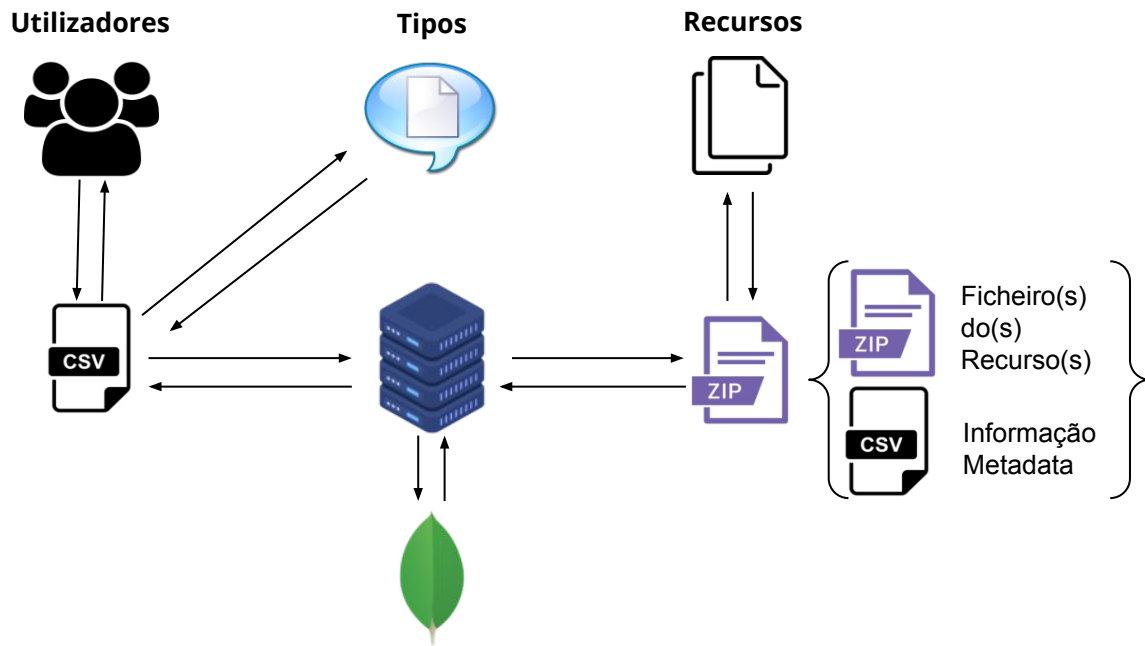 Utilizadores
Tipos
Recursos
CSV
ZIP
ZIP
Ficheiro(s)
do(s)
Recurso(s)
CSV
Informação
Metadata